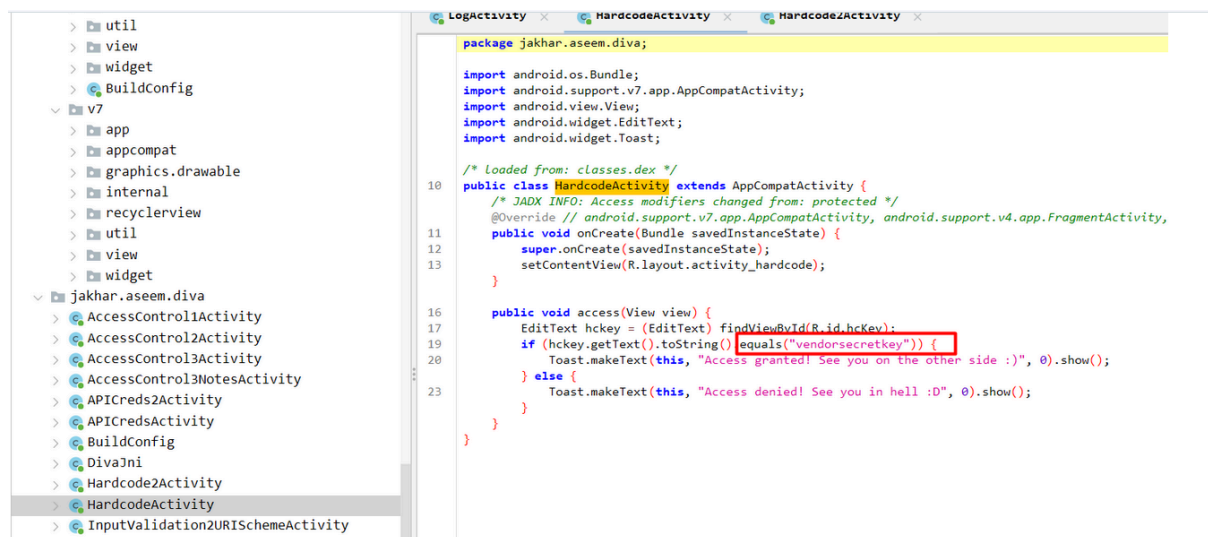 util
view
widget
BuildConfig
v7
app
appcompat
graphics.drawable
internal
recyclerview
util
view
widget
jakhar.aseem.diva
AccessControl1Activity
AccessControl2Activity
AccessControl3Activity
AccessControl3NotesActivity
APICreds2Activity
APICredsActivity
BuildConfig
DivaJni
Hardcode2Activity
HardcodeActivity
InputValidation2URISchemeActivity
LogActivity × HardcodeActivity × Hardcode2Activity ×
package jakhar.aseem.diva;
import android.os.Bundle;
import android.support.v7.app.AppCompatActivity;
import android.view.View;
import android.widget.EditText;
import android.widget.Toast;
/* loaded from: classes.dex */
10 public class HardcodeActivity extends AppCompatActivity {
/* JADX INFO: Access modifiers changed from: protected */
@Override // android.support.v7.app.AppCompatActivity, android.support.v4.app.FragmentActivity,
11 public void onCreate(Bundle savedInstanceState) {
12 super.onCreate(savedInstanceState);
13 setContentView(R.layout.activity_hardcode);
}
16 public void access(View view) {
17 EditText hckey = (EditText) findViewById(R.id.hcKey);
19 if (hckey.getText().toString().equals("vendorsecretkey")) {
20 Toast.makeText(this, "Access granted! See you on the other side :)", 0).show();
} else {
23 Toast.makeText(this, "Access denied! See you in hell :D", 0).show();
}
}
}